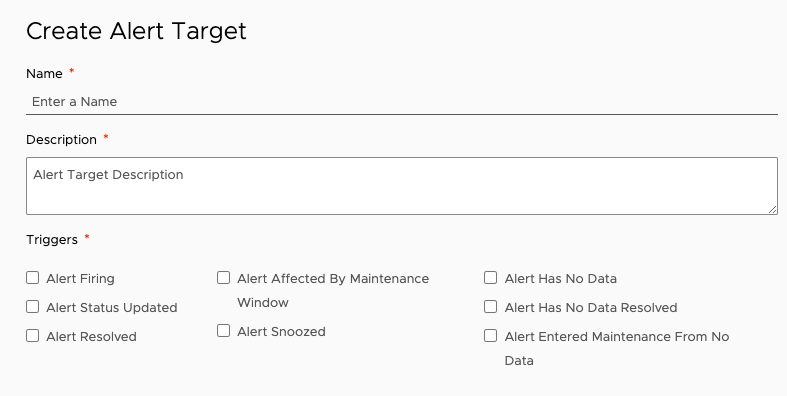 Create Alert Target
Name *
Enter a Name
Description *
Alert Target Description
Triggers *
Alert Firing
Alert Status Updated
Alert Resolved
Alert Affected By Maintenance
Window
Alert Snoozed
Alert Has No Data
Alert Has No Data Resolved
Alert Entered Maintenance From No
Data